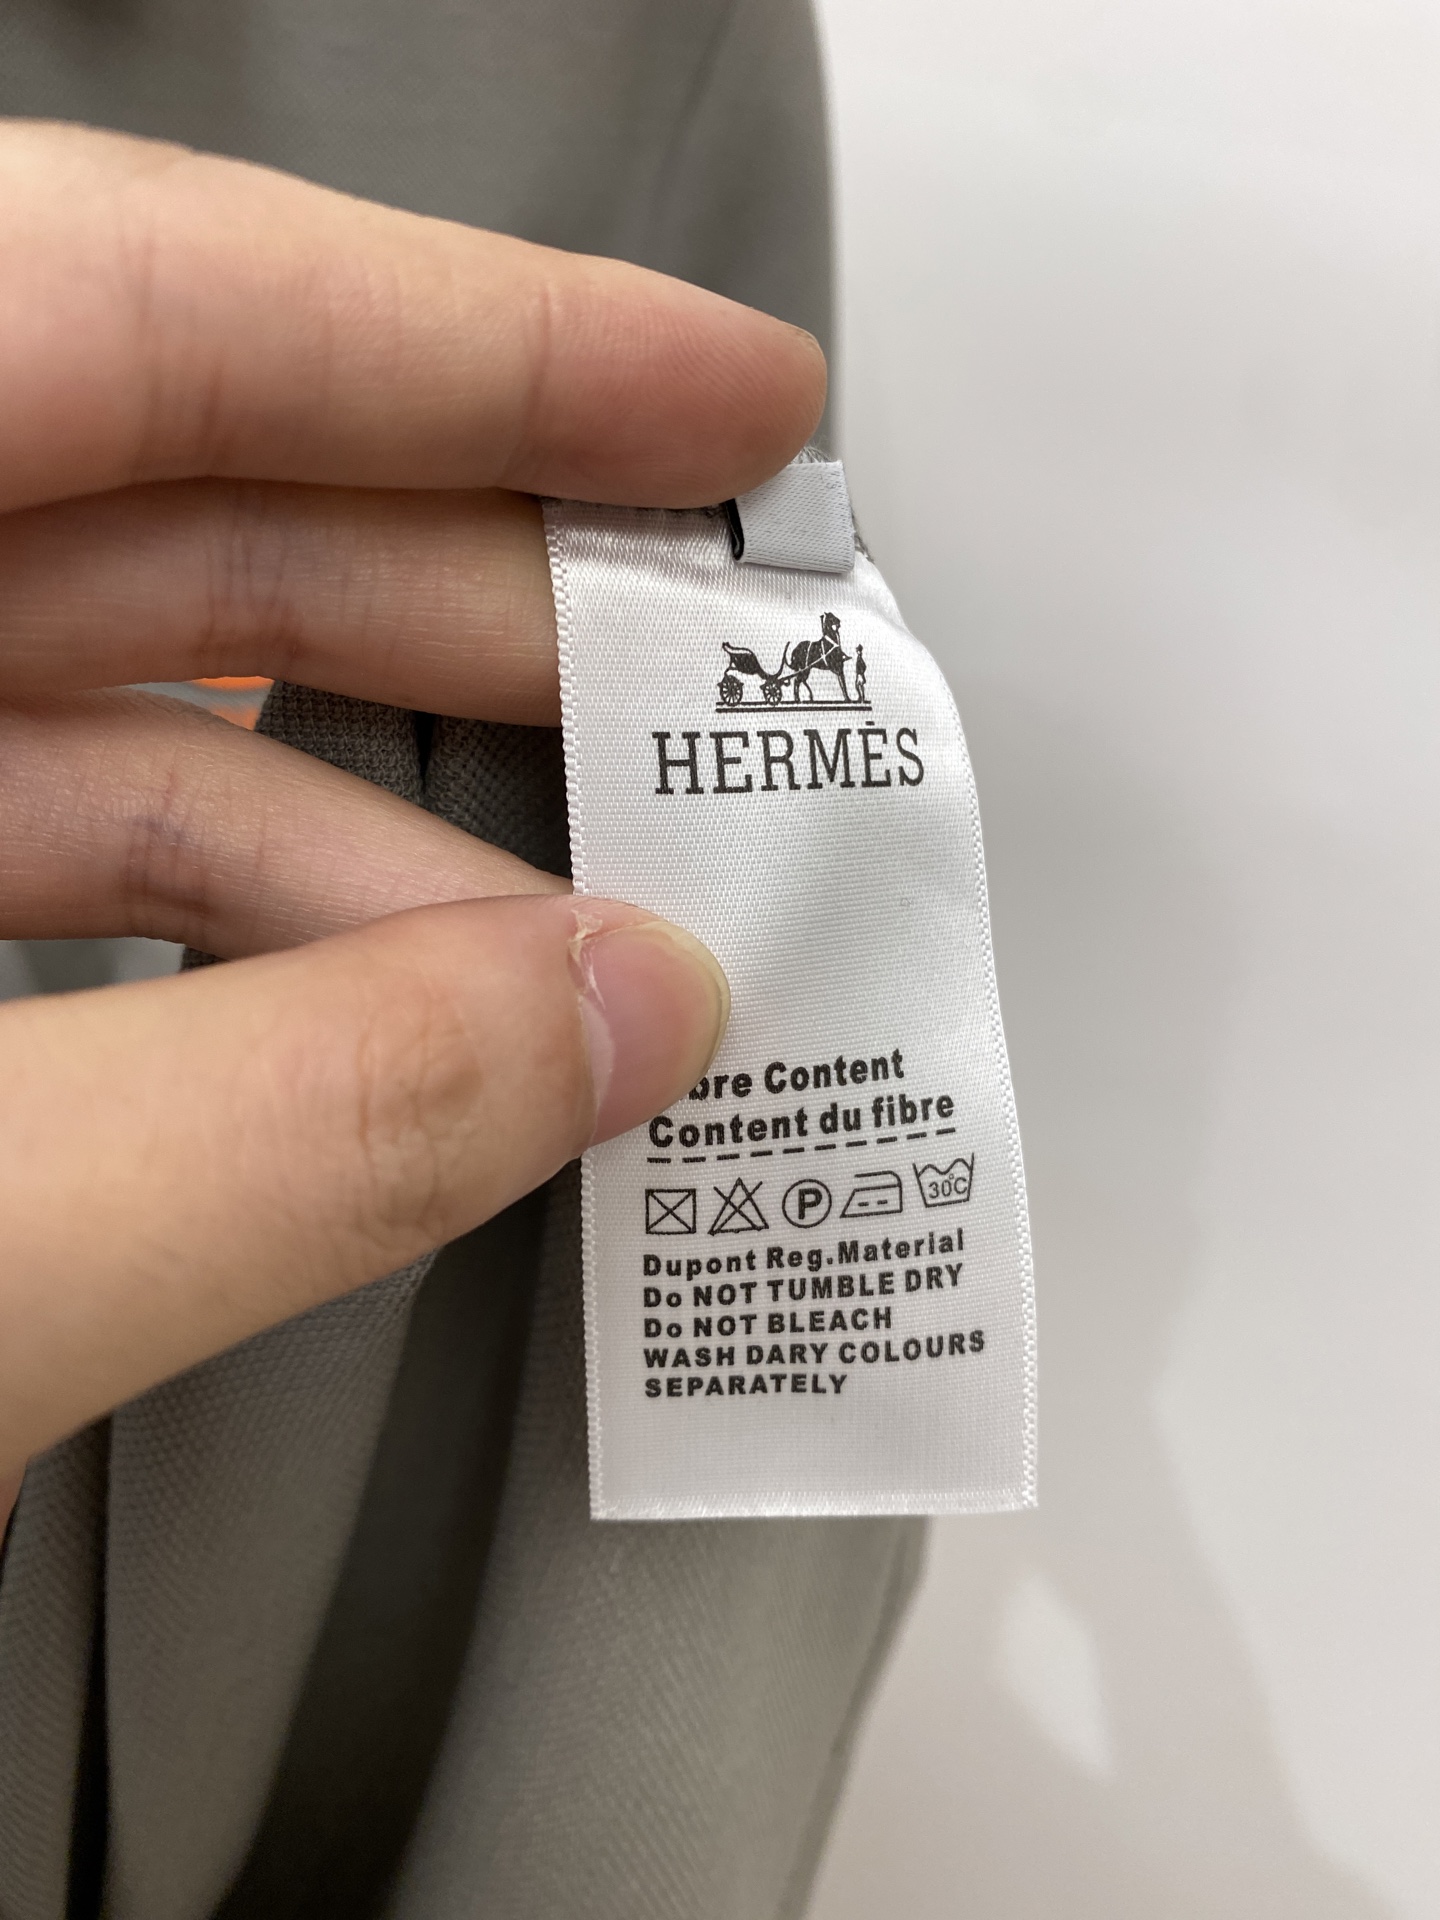 HERMÈS
bre Content
Content du fibre
P
30°C
Dupont Reg.Material
Do NOT TUMBLE DRY
Do NOT BLEACH
WASH DARY COLOURS
SEPARATELY